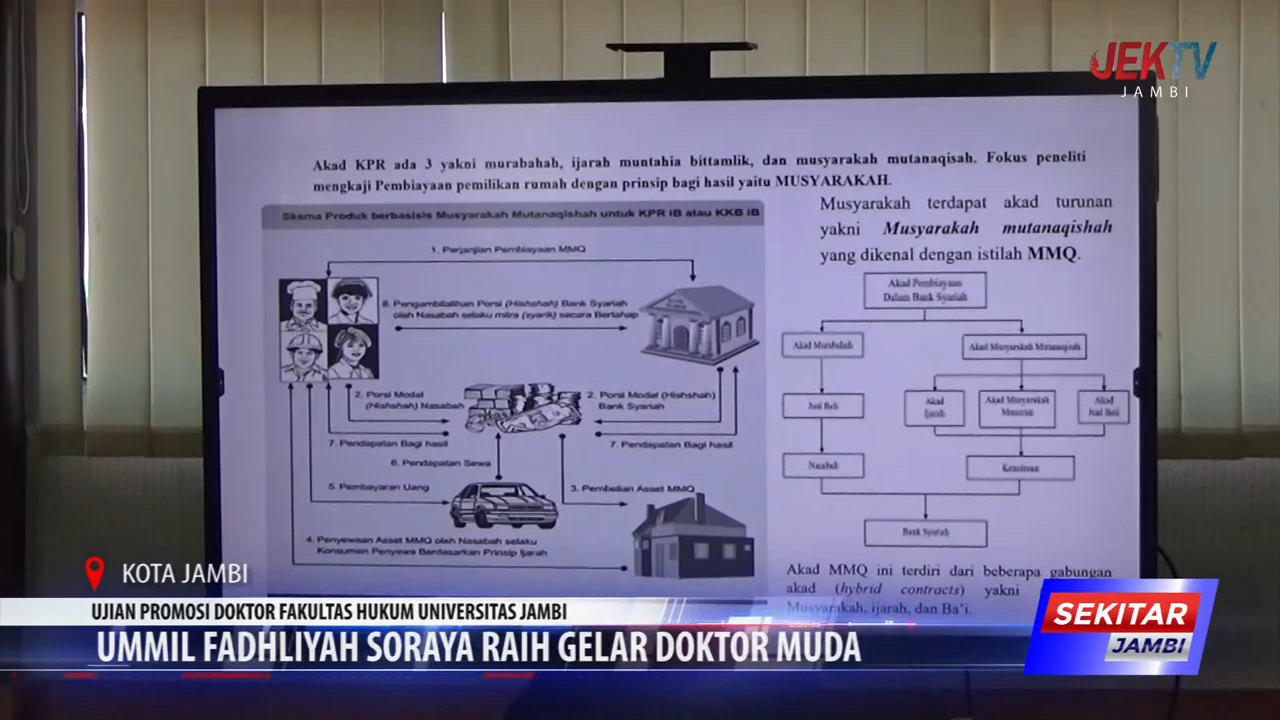 JEKTV
JAMBI
Akad KPR ada 3 yakni murabahah, ijarah muntahia bittamlik, dan musyarakah mutanaqisah. Fokus peneliti
mengkaji Pembiayaan pemilikan rumah dengan prinsip bagi hasil yaitu MUSYARAKAH.
Skema Produk berbasisis Musyarakah Mutanaqishah untuk KPR iB atau KKB iB
1. Perjanjian Pembiayaan MMQ
8. Pengambilalihan Porsi (Hishshah) Bank Syariah
oleh Nasabah selaku mitra (syarik) secara Bertahap
2. Porsi Modal
(Hishshah) Nasabah
2. Porsi Modal (Hishshah)
Bank Syariah
7. Pendapatan Bagi hasil
7. Pendapatan Bagi hasil
6. Pendapatan Sewa
5. Pembayaran Uang
3. Pembelian Asset MMQ
4. Penyewaan Asset MMQ oleh Nasabah selaku
Konsumen Penyewa Berdasarkan Prinsip Ijarah
Musyarakah terdapat akad turunan
yakni Musyarakah mutanaqishah
yang dikenal dengan istilah MMQ.
Akad Pembiayaan
Dalam Bank Syariah
Akad Murabahah
Akad Musyarakah Mutanaqisah
Jual Beli
Akad
Ijarah
Akad Musyarakah
Akad
Jual Beli
Nasabah
Kemitraan
Bank Syariah
Akad MMQ ini terdiri dari beberapa gabungan
akad (hybrid contracts) yakni
Musyarakah, ijarah, dan Ba'i.
KOTA JAMBI
UJIAN PROMOSI DOKTOR FAKULTAS HUKUM UNIVERSITAS JAMBI
UMMIL FADHLIYAH SORAYA RAIH GELAR DOKTOR MUDA
SEKITAR
JAMBI